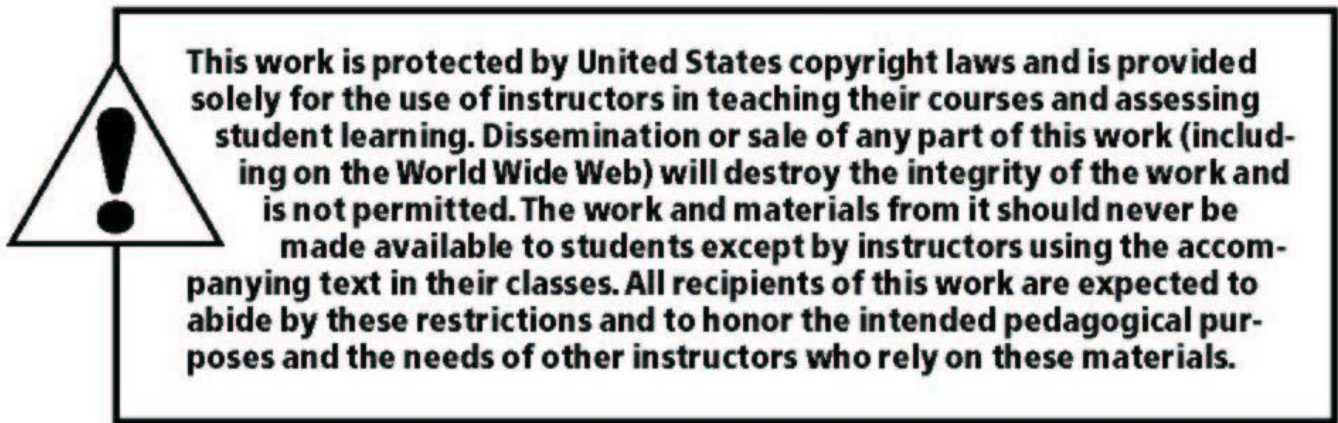 This work is protected by United States copyright laws and is provided
solely for the use of instructors in teaching their courses and assessing
student learning. Dissemination or sale of any part of this work (includ-
ing on the World Wide Web) will destroy the integrity of the work and
is not permitted. The work and materials from it should never be
made available to students except by instructors using the accom-
panying text in their classes. All recipients of this work are expected to
abide by these restrictions and to honor the intended pedagogical pur-
poses and the needs of other instructors who rely on these materials.